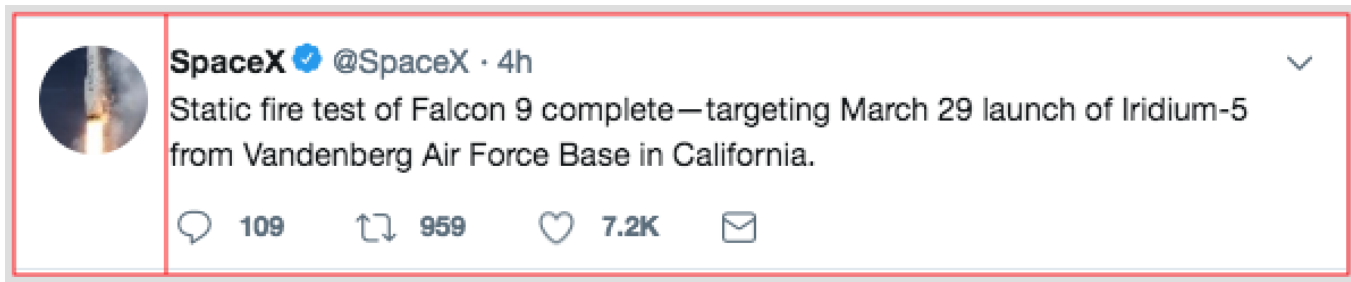 SpaceX @SpaceX · 4h
Static fire test of Falcon 9 complete—targeting March 29 launch of Iridium-5
from Vandenberg Air Force Base in California.
109 959 7.2K